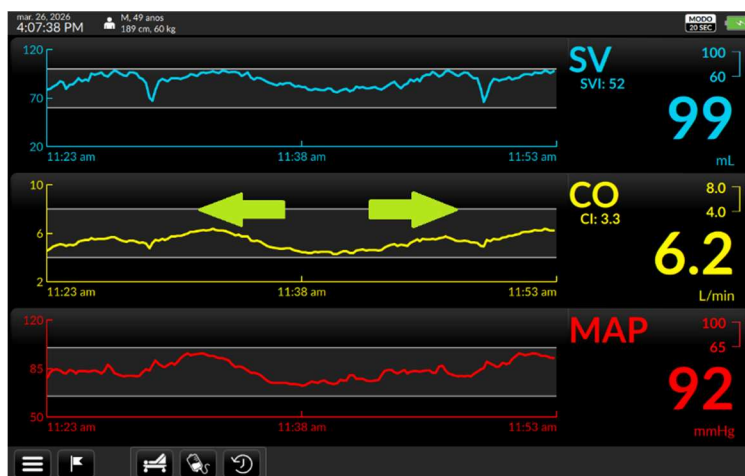 mar. 26, 2026
4:07:38 PM
M, 49 anos
189 cm, 60 kg
MODO
20 SEC
120
70
20
11:23 am
11:38 am
11:53 am
SV
SVI: 52
100
60
99
mL
10
6
2
11:23 am
11:38 am
11:53 am
CO
CI: 3.3
8.0
4.0
6.2
L/min
120
85
50
11:23 am
11:38 am
11:53 am
MAP
100
65
92
mmHg